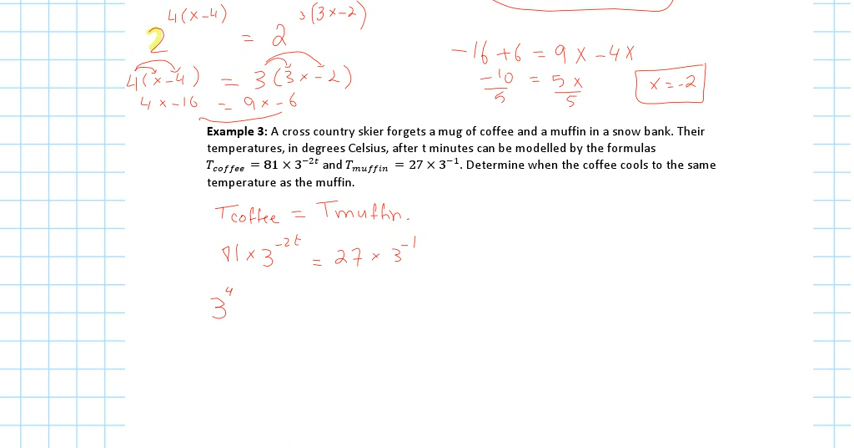 4(x-4) 3(3x-2)
2 = 2
4(x-4) = 3(3x-2)
4x-16 = 9x-6
-16+6 = 9x-4x
-10/5 = 5x/5
x=-2
Example 3: A cross country skier forgets a mug of coffee and a muffin in a snow bank. Their
temperatures, in degrees Celsius, after t minutes can be modelled by the formulas
T_coffee = 81 × 3^−2t and T_muffin = 27 × 3^−1. Determine when the coffee cools to the same
temperature as the muffin.
Tcoffee = Tmuffin.
81 × 3^-2t = 27 × 3^-1
3^4